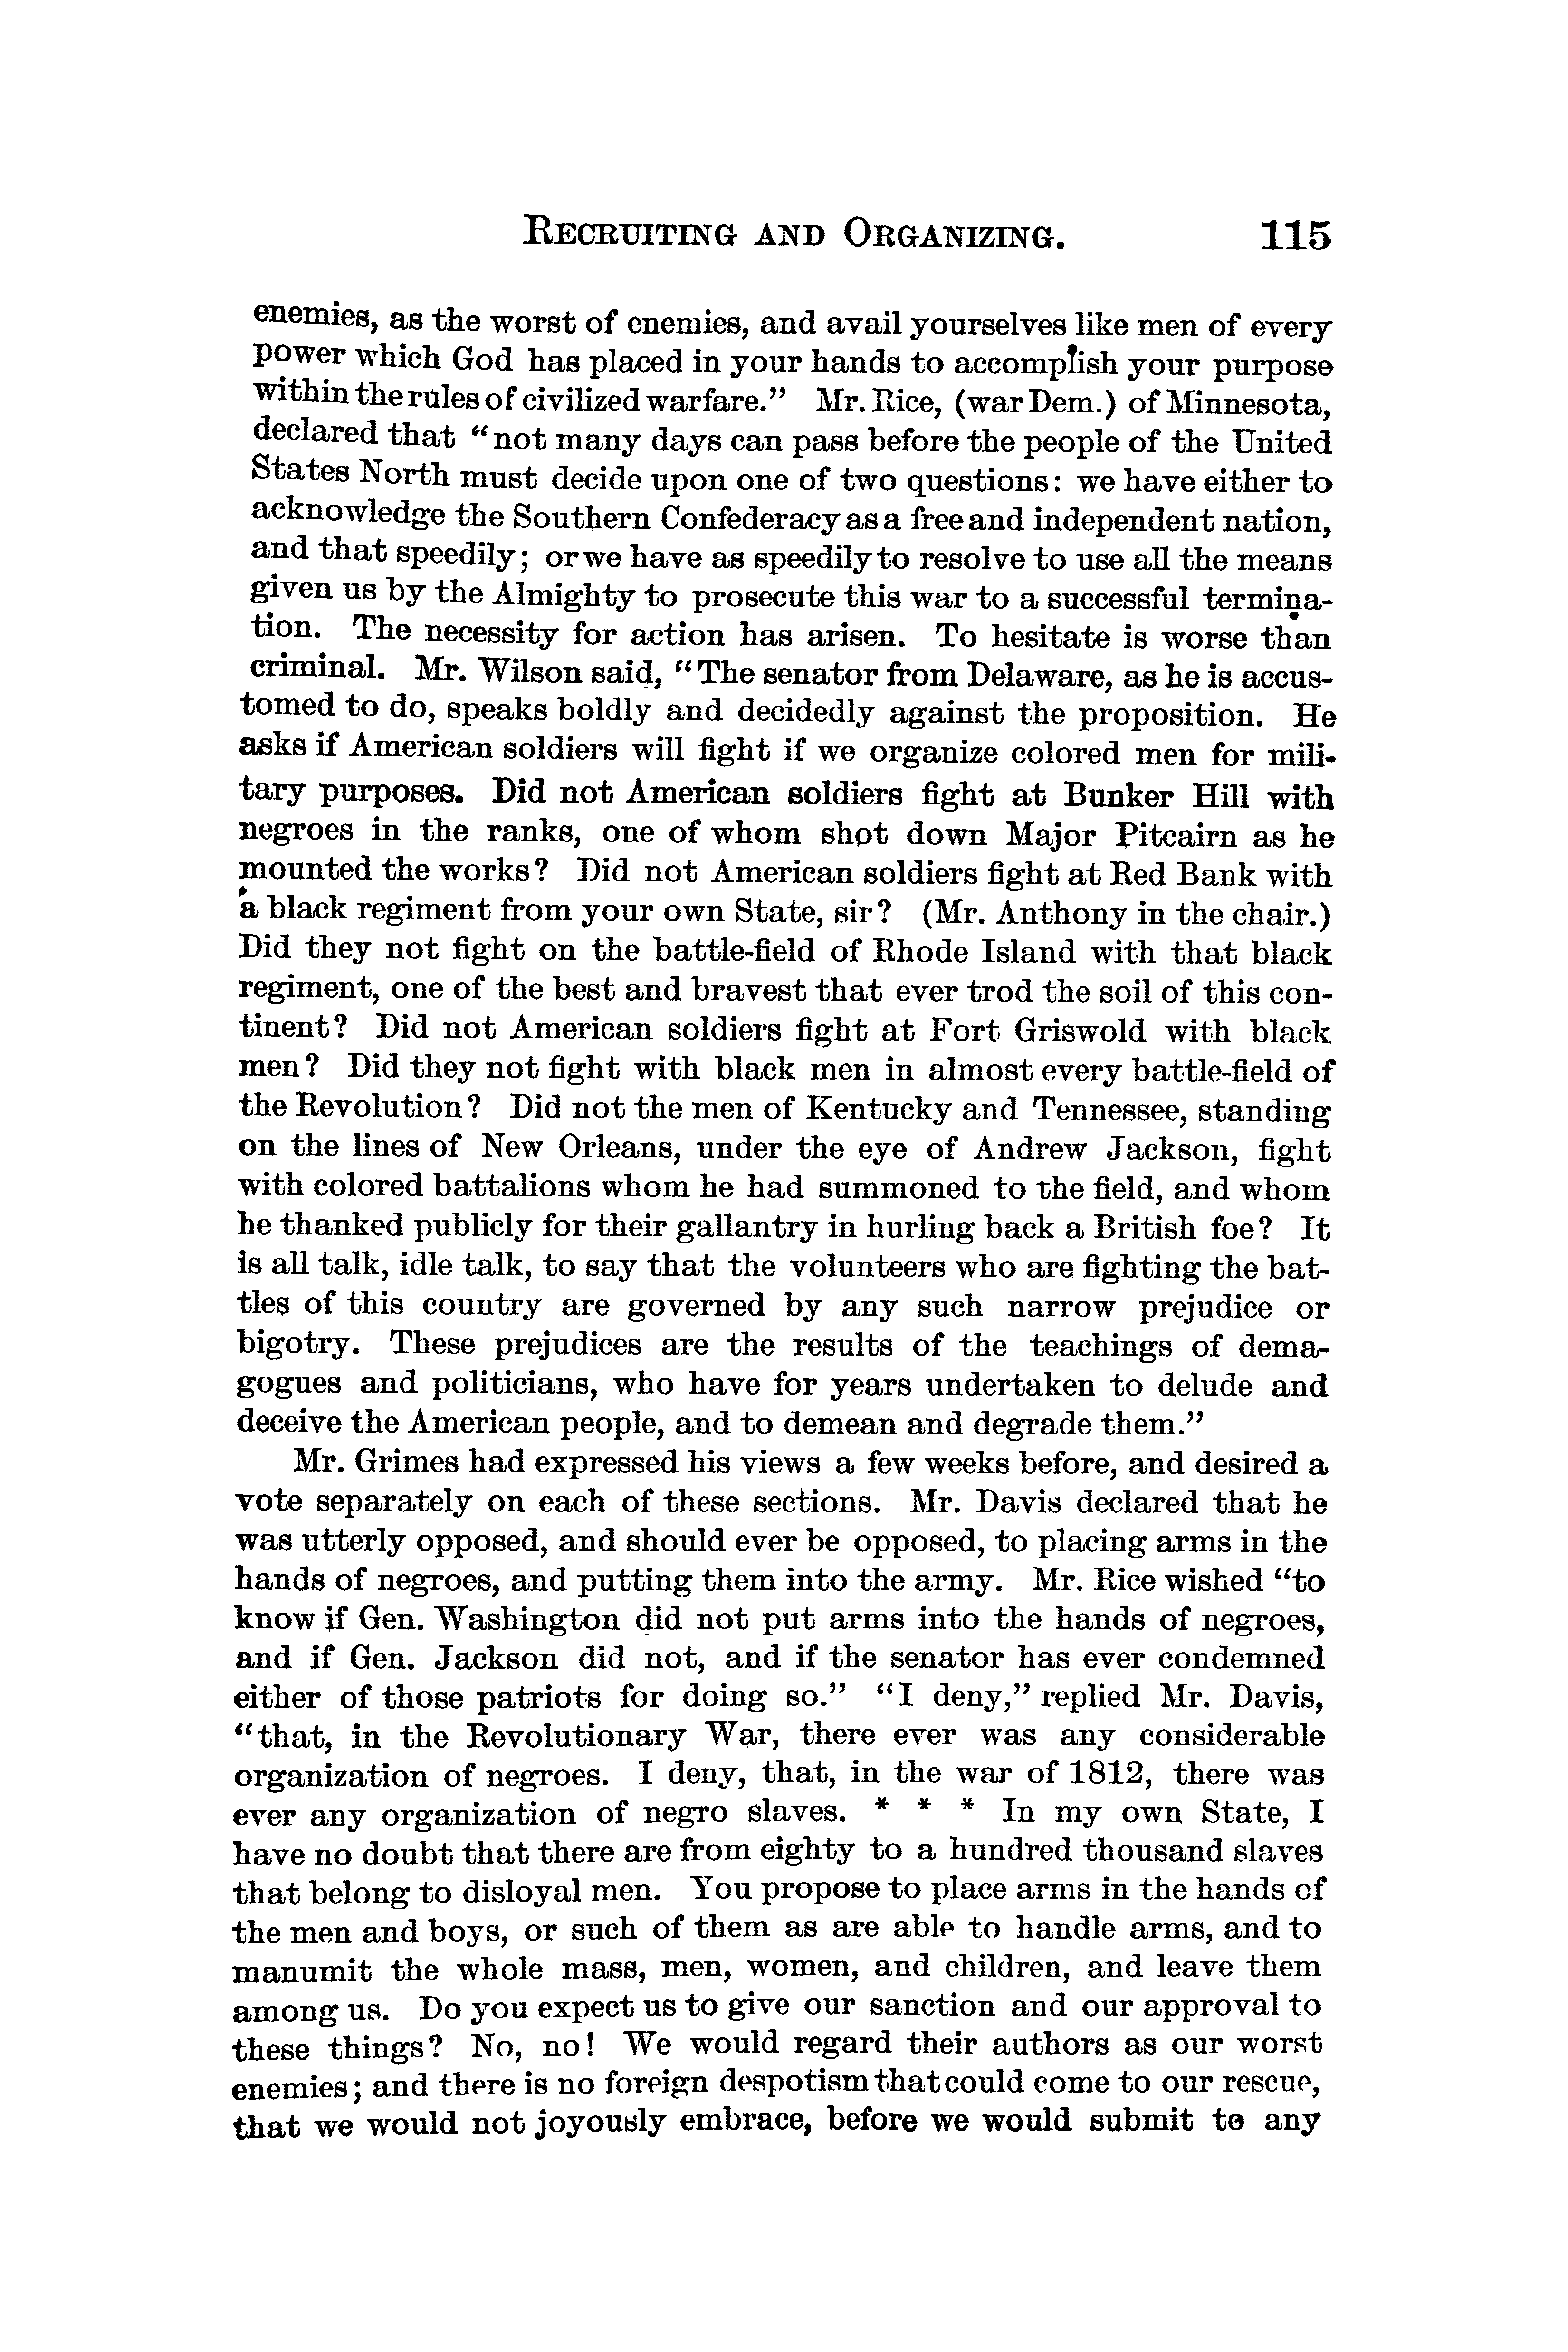 RECRUITING AND ORGANIZING. 115
enemies, as the worst of enemies, and avail yourselves like men of every
power which God has placed in your hands to accomplish your purpose
within the rules of civilized warfare.” Mr. Rice, (war Dem.) of Minnesota,
declared that “not many days can pass before the people of the United
States North must decide upon one of two questions: we have either to
acknowledge the Southern Confederacy as a free and independent nation,
and that speedily; or we have as speedily to resolve to use all the means
given us by the Almighty to prosecute this war to a successful termina-
tion. The necessity for action has arisen. To hesitate is worse than
criminal. Mr. Wilson said, “The senator from Delaware, as he is accus-
tomed to do, speaks boldly and decidedly against the proposition. He
asks if American soldiers will fight if we organize colored men for mili-
tary purposes. Did not American soldiers fight at Bunker Hill with
negroes in the ranks, one of whom shot down Major Pitcairn as he
mounted the works? Did not American soldiers fight at Red Bank with
a black regiment from your own State, sir? (Mr. Anthony in the chair.)
Did they not fight on the battle-field of Rhode Island with that black
regiment, one of the best and bravest that ever trod the soil of this con-
tinent? Did not American soldiers fight at Fort Griswold with black
men? Did they not fight with black men in almost every battle-field of
the Revolution? Did not the men of Kentucky and Tennessee, standing
on the lines of New Orleans, under the eye of Andrew Jackson, fight
with colored battalions whom he had summoned to the field, and whom
he thanked publicly for their gallantry in hurling back a British foe? It
is all talk, idle talk, to say that the volunteers who are fighting the bat-
tles of this country are governed by any such narrow prejudice or
bigotry. These prejudices are the results of the teachings of dema-
gogues and politicians, who have for years undertaken to delude and
deceive the American people, and to demean and degrade them.”
Mr. Grimes had expressed his views a few weeks before, and desired a
vote separately on each of these sections. Mr. Davis declared that he
was utterly opposed, and should ever be opposed, to placing arms in the
hands of negroes, and putting them into the army. Mr. Rice wished “to
know if Gen. Washington did not put arms into the hands of negroes,
and if Gen. Jackson did not, and if the senator has ever condemned
either of those patriots for doing so.” “I deny,” replied Mr. Davis,
“that, in the Revolutionary War, there ever was any considerable
organization of negroes. I deny, that, in the war of 1812, there was
ever any organization of negro slaves. * * * In my own State, I
have no doubt that there are from eighty to a hundred thousand slaves
that belong to disloyal men. You propose to place arms in the hands of
the men and boys, or such of them as are able to handle arms, and to
manumit the whole mass, men, women, and children, and leave them
among us. Do you expect us to give our sanction and our approval to
these things? No, no! We would regard their authors as our worst
enemies; and there is no foreign despotism that could come to our rescue,
that we would not joyously embrace, before we would submit to any